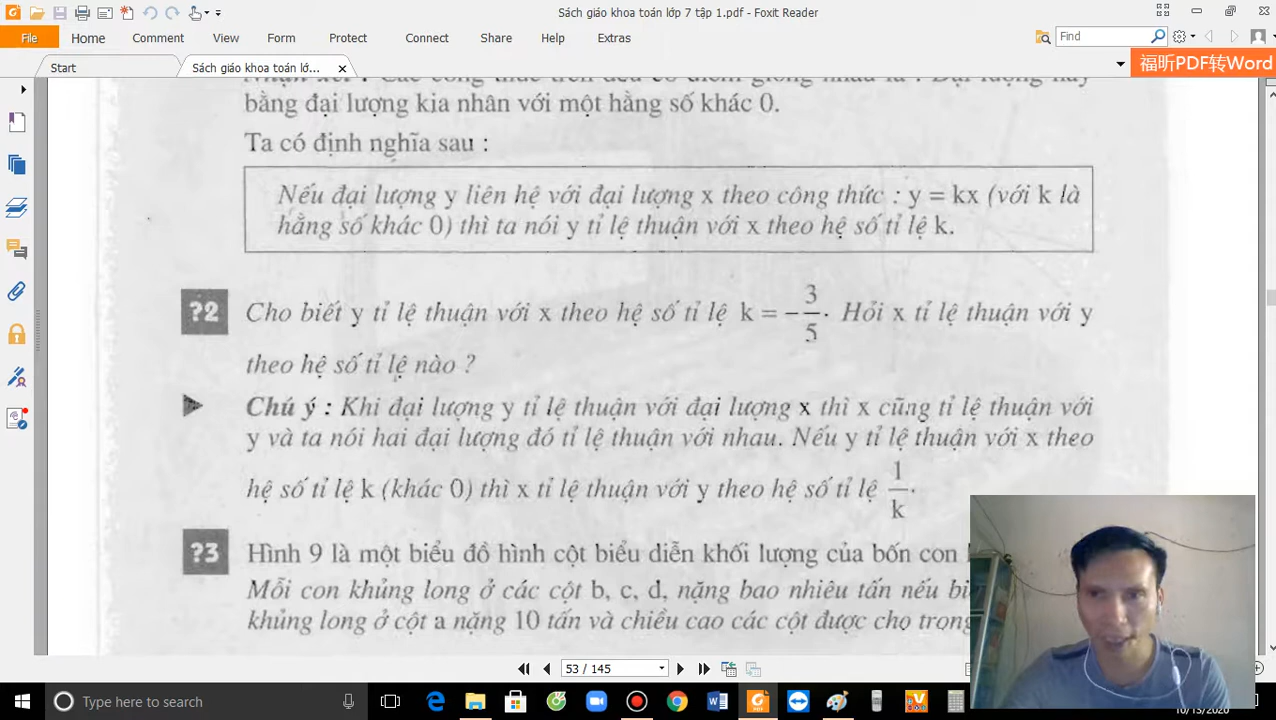 Sách giáo khoa toán lớp 7 tập 1.pdf - Foxit Reader
File Home Comment View Form Protect Connect Share Help Extras Find
Start Sách giáo khoa toán lớ...
福昕PDF转Word
bằng đại lượng kia nhân với một hằng số khác 0.
Ta có định nghĩa sau :
Nếu đại lượng y liên hệ với đại lượng x theo công thức : y = kx (với k là
hằng số khác 0) thì ta nói y tỉ lệ thuận với x theo hệ số tỉ lệ k.
?2 Cho biết y tỉ lệ thuận với x theo hệ số tỉ lệ k = −3/5. Hỏi x tỉ lệ thuận với y
theo hệ số tỉ lệ nào ?
Chú ý : Khi đại lượng y tỉ lệ thuận với đại lượng x thì x cũng tỉ lệ thuận với
y và ta nói hai đại lượng đó tỉ lệ thuận với nhau. Nếu y tỉ lệ thuận với x theo
hệ số tỉ lệ k (khác 0) thì x tỉ lệ thuận với y theo hệ số tỉ lệ 1/k.
?3 Hình 9 là một biểu đồ hình cột biểu diễn khối lượng của bốn con
Mỗi con khủng long ở các cột b, c, d, nặng bao nhiêu tấn nếu
khủng long ở cột a nặng 10 tấn và chiều cao các cột được cho trong
53 / 145
Type here to search
10/13/2020